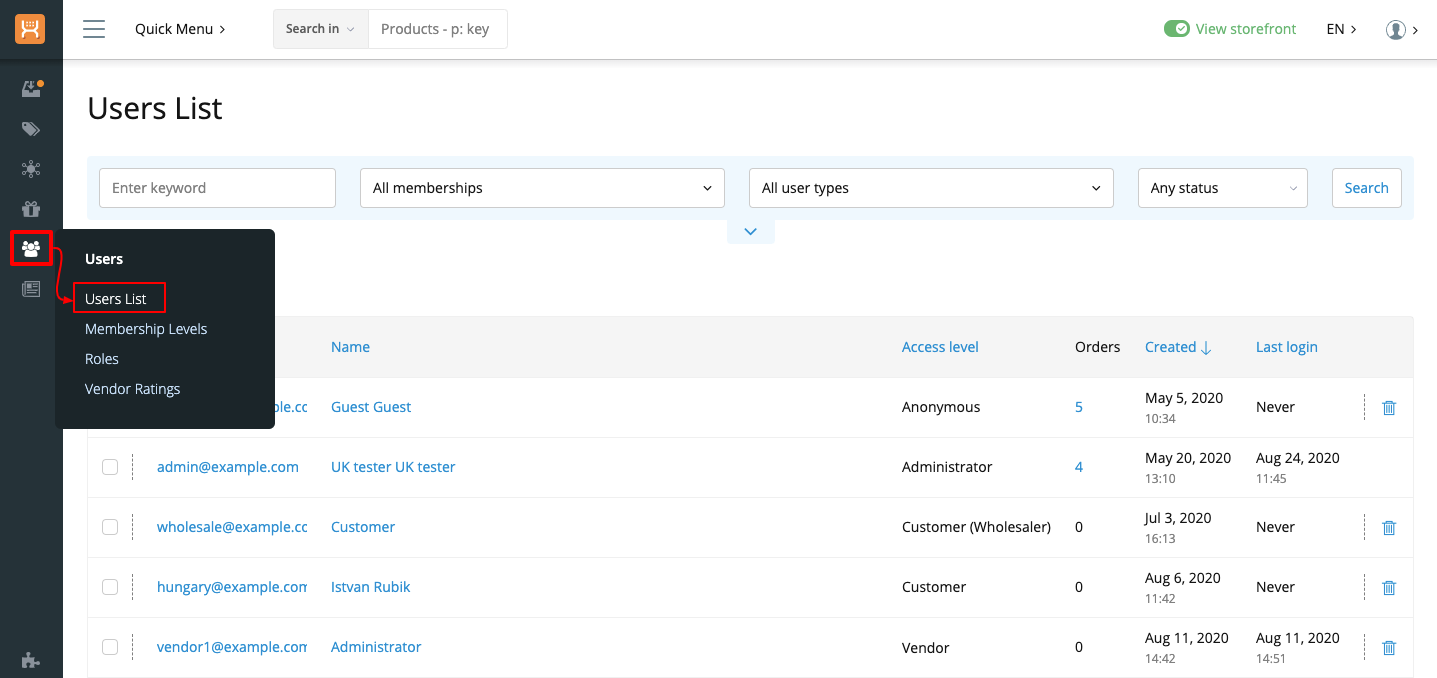 Quick Menu
Search in
Products - p: key
View storefront
EN
Users List
Enter keyword
All memberships
All user types
Any status
Search
Users
Users List
Membership Levels
Roles
Vendor Ratings
Name
Access level
Orders
Created
Last login
Guest Guest
Anonymous
5
May 5, 2020
10:34
Never
admin@example.com
UK tester UK tester
Administrator
4
May 20, 2020
13:10
Aug 24, 2020
11:45
wholesale@example.cc
Customer
Customer (Wholesaler)
0
Jul 3, 2020
16:13
Never
hungary@example.com
Istvan Rubik
Customer
0
Aug 6, 2020
11:42
Never
vendor1@example.com
Administrator
Vendor
0
Aug 11, 2020
14:42
Aug 11, 2020
14:51